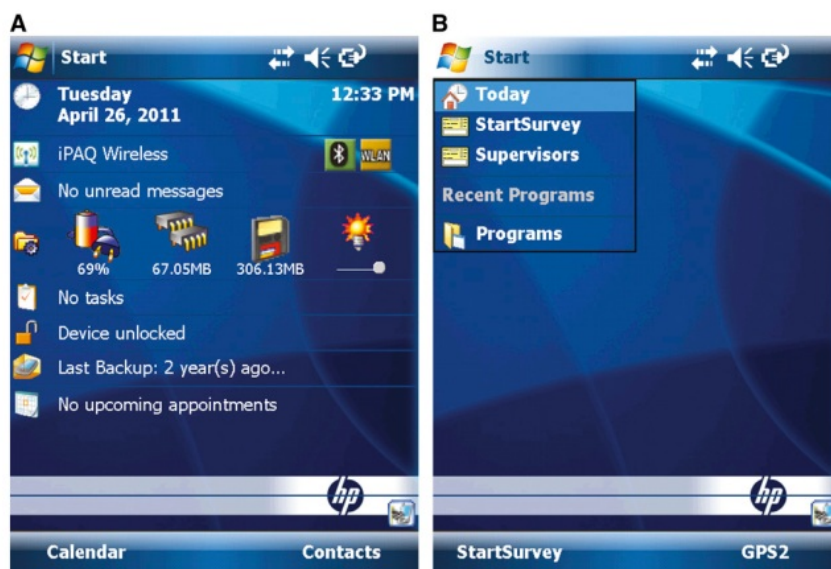 A
Start
Tuesday
12:33 PM
April 26, 2011
iPAQ Wireless
WLAN
No unread messages
69%
67.05MB
306.13MB
No tasks
Device unlocked
Last Backup: 2 year(s) ago...
No upcoming appointments
hp
Calendar
Contacts
B
Start
Today
StartSurvey
Supervisors
Recent Programs
Programs
hp
StartSurvey
GPS2